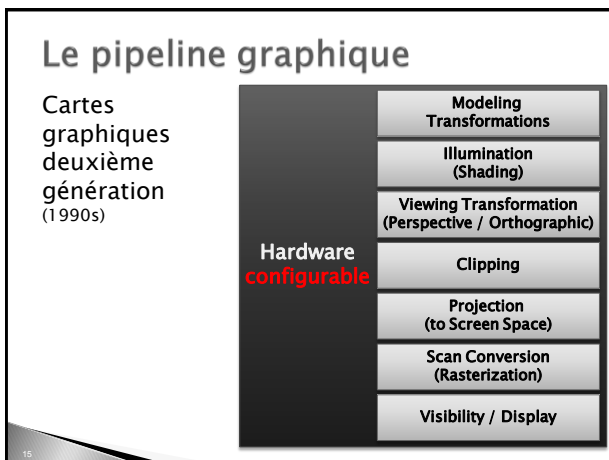 Le pipeline graphique
Cartes
graphiques
deuxième
génération
(1990s)
Hardware
configurable
Modeling
Transformations
Illumination
(Shading)
Viewing Transformation
(Perspective / Orthographic)
Clipping
Projection
(to Screen Space)
Scan Conversion
(Rasterization)
Visibility / Display
15